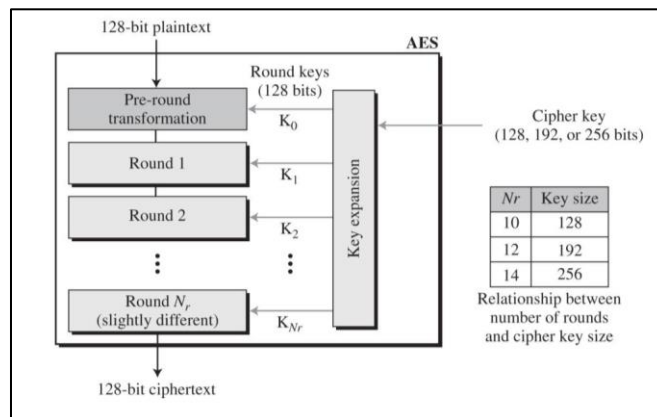 128-bit plaintext
AES
Round keys
(128 bits)
Pre-round
transformation
K0
Cipher key
(128, 192, or 256 bits)
Round 1
K1
Round 2
K2
Key expansion
Nr Key size
10 128
12 192
14 256
Relationship between
number of rounds
and cipher key size
Round Nr
(slightly different)
KNr
128-bit ciphertext